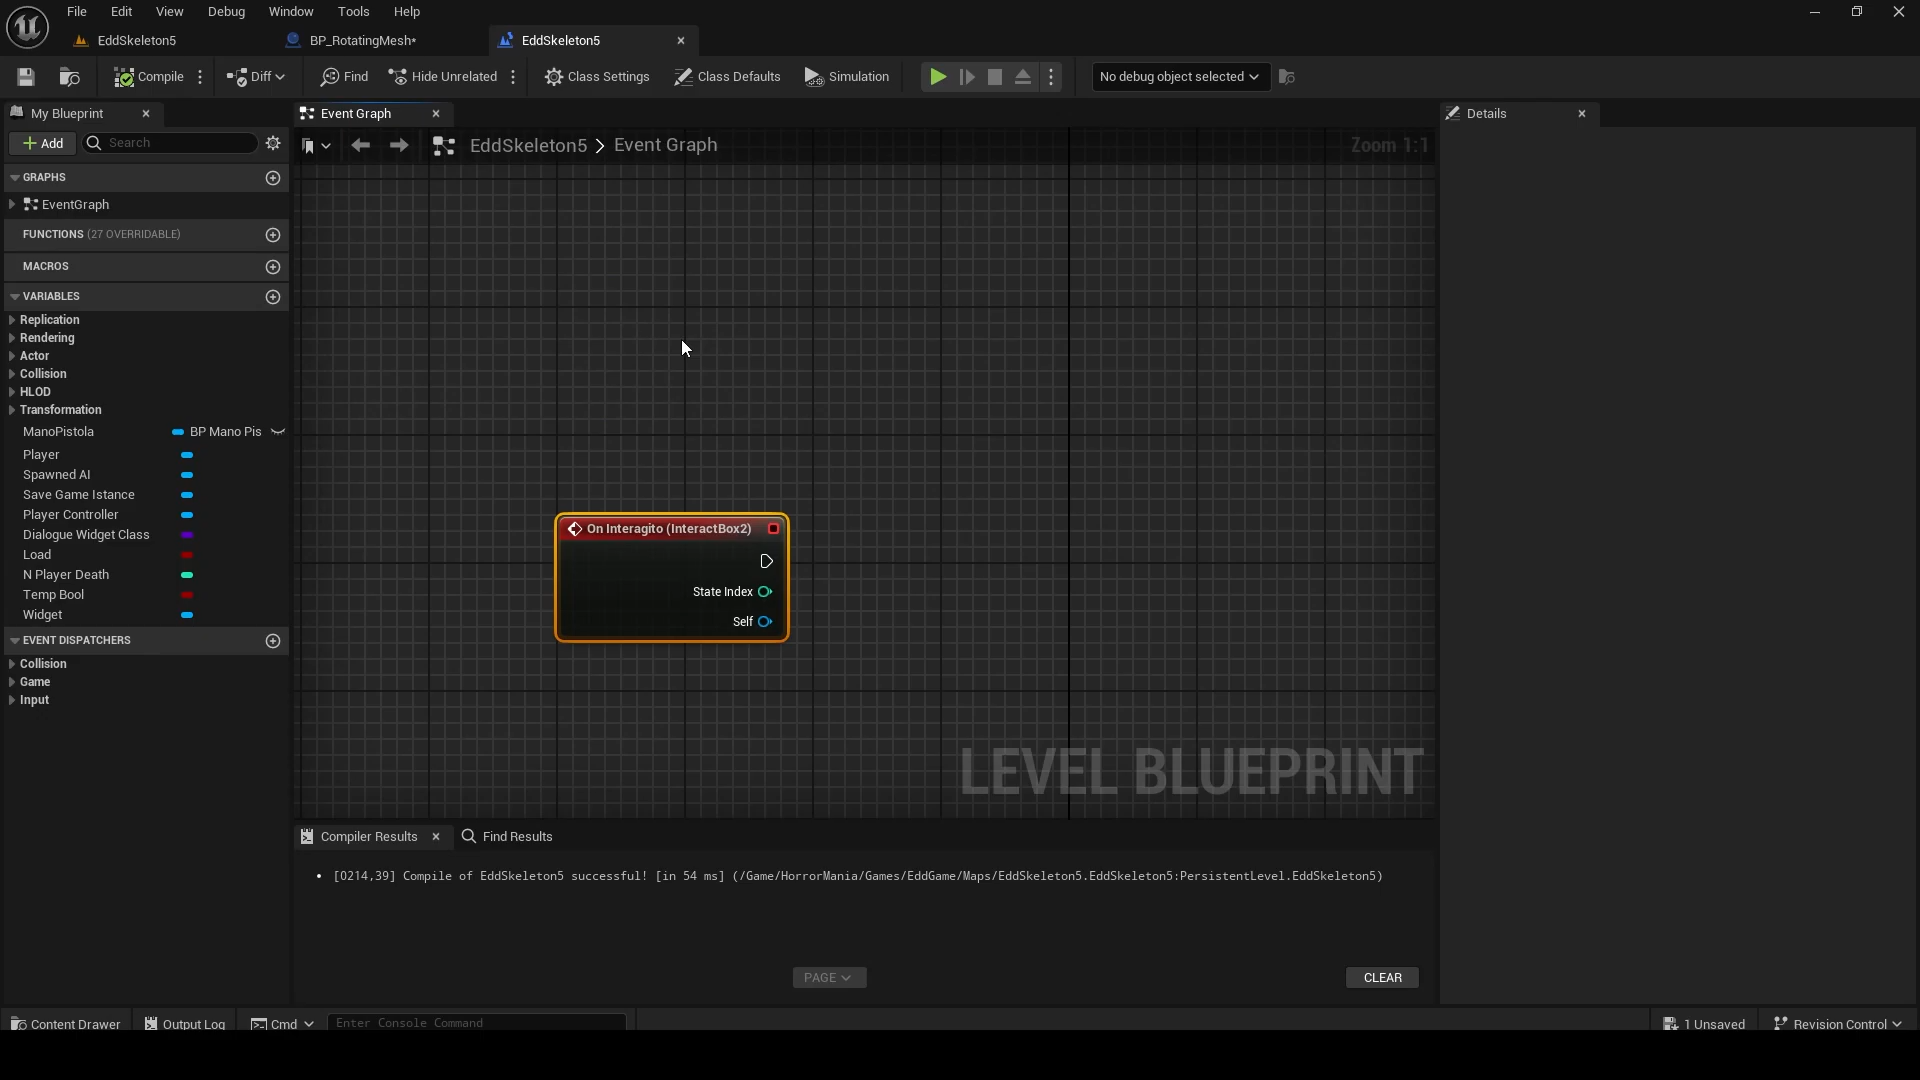 File Edit View Debug Window Tools Help
EddSkeleton5 BP_RotatingMesh* EddSkeleton5
Compile Diff Find Hide Unrelated Class Settings Class Defaults Simulation No debug object selected
My Blueprint Event Graph Details
Add Search
EddSkeleton5 > Event Graph Zoom 1:1
GRAPHS
EventGraph
FUNCTIONS (27 OVERRIDABLE)
MACROS
VARIABLES
Replication
Rendering
Actor
Collision
HLOD
Transformation
ManoPistola BP Mano Pis
Player
Spawned AI
Save Game Istance
Player Controller
Dialogue Widget Class
Load
N Player Death
Temp Bool
Widget
EVENT DISPATCHERS
Collision
Game
Input
On Interagito (InteractBox2)
State Index
Self
LEVEL BLUEPRINT
Compiler Results Find Results
• [0214,39] Compile of EddSkeleton5 successful! [in 54 ms] (/Game/HorrorMania/Games/EddGame/Maps/EddSkeleton5.EddSkeleton5:PersistentLevel.EddSkeleton5)
PAGE CLEAR
Content Drawer Output Log Cmd Enter Console Command 1 Unsaved Revision Control